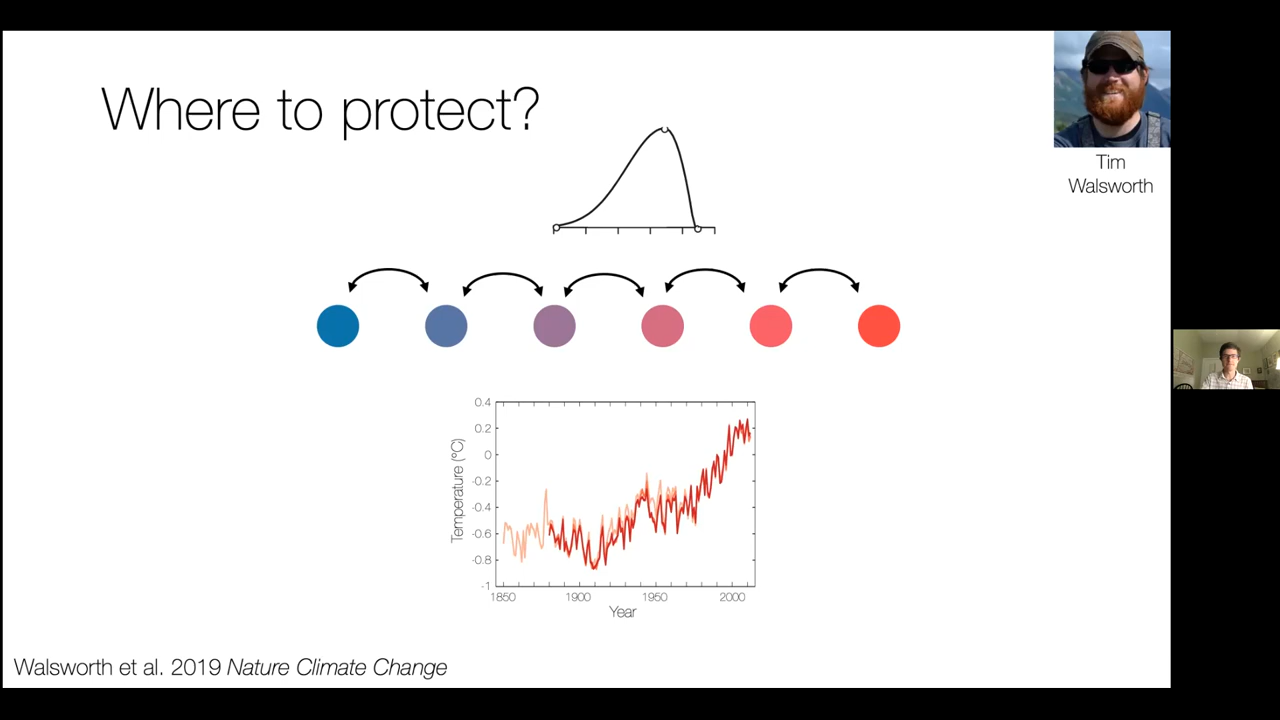 Where to protect?
Tim
Walsworth
0.4
0.2
0
-0.2
-0.4
-0.6
-0.8
-1
Temperature (°C)
1850
1900
1950
2000
Year
Walsworth et al. 2019 Nature Climate Change